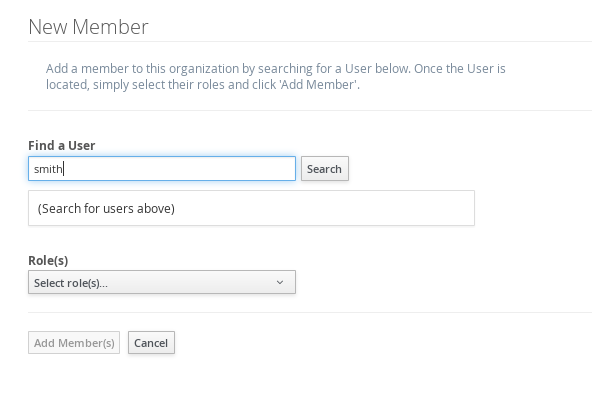 New Member
Add a member to this organization by searching for a User below. Once the User is
located, simply select their roles and click 'Add Member'.
Find a User
smith
Search
(Search for users above)
Role(s)
Select role(s)...
Add Member(s)
Cancel